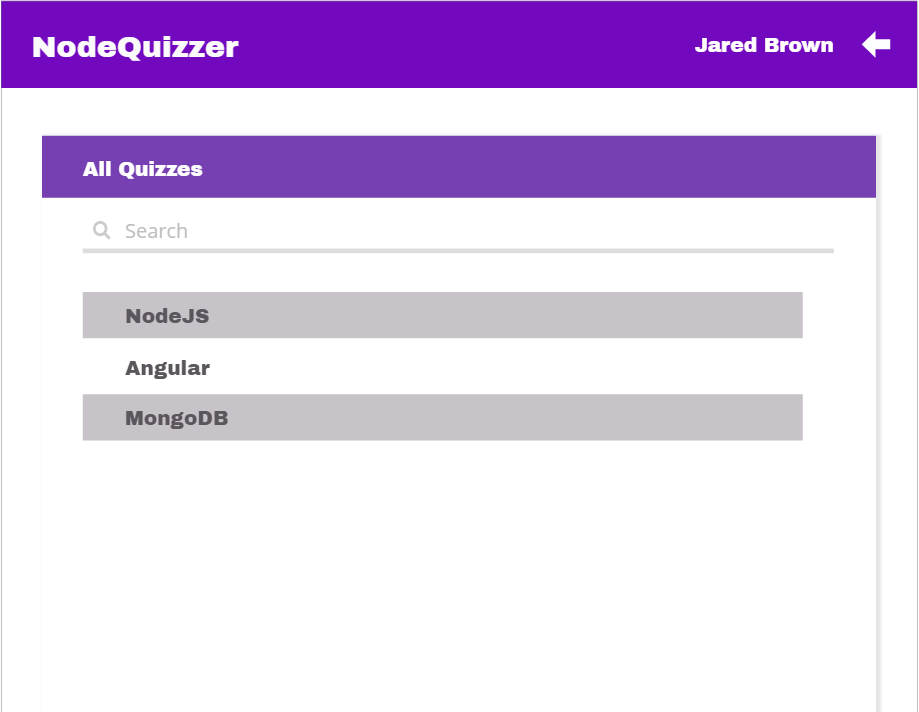 NodeQuizzer
Jared Brown
All Quizzes
Search
NodeJS
Angular
MongoDB